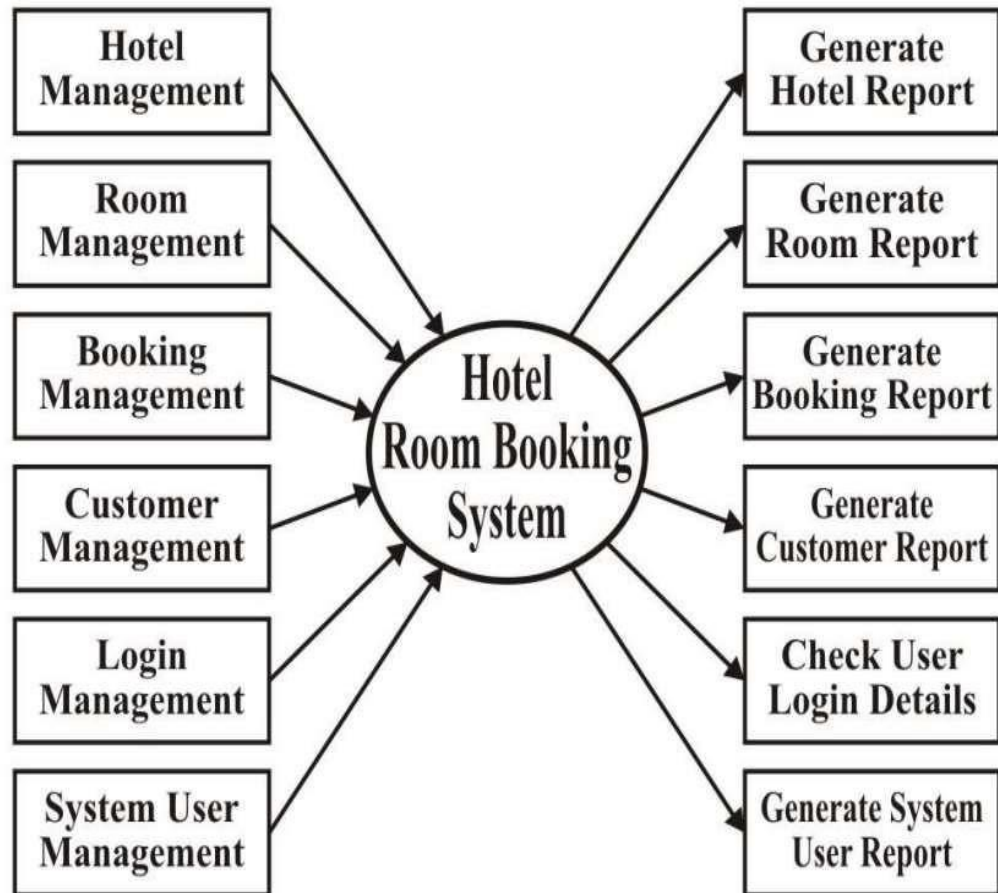 Hotel
Management
Room
Management
Booking
Management
Customer
Management
Login
Management
System User
Management
Hotel
Room Booking
System
Generate
Hotel Report
Generate
Room Report
Generate
Booking Report
Generate
Customer Report
Check User
Login Details
Generate System
User Report